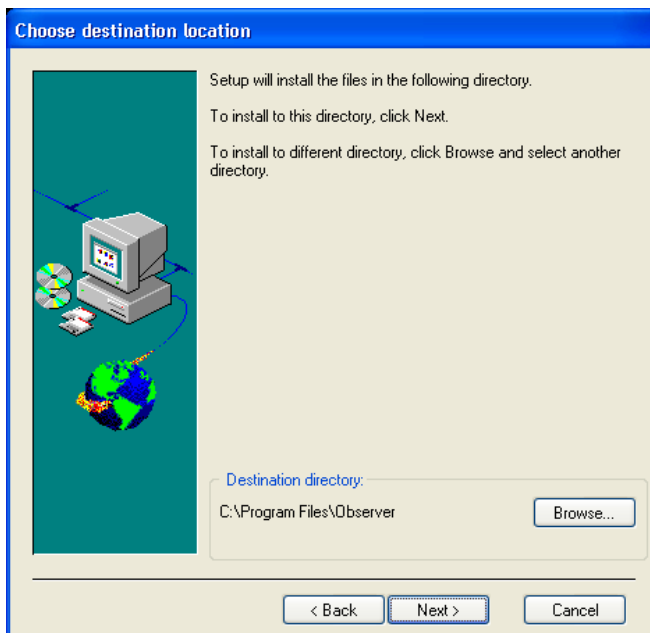 Choose destination location
Setup will install the files in the following directory.
To install to this directory, click Next.
To install to different directory, click Browse and select another
directory.
Destination directory:
C:\Program Files\Observer
Browse...
< Back
Next >
Cancel